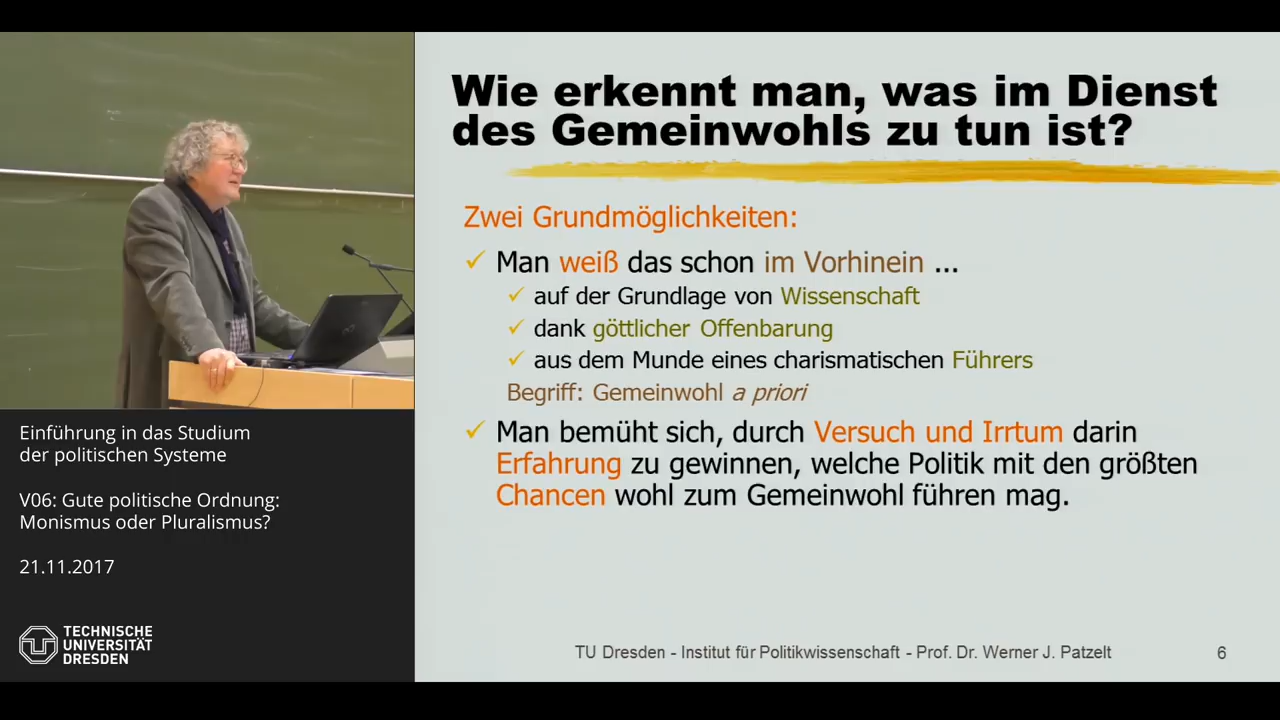 Wie erkennt man, was im Dienst
des Gemeinwohls zu tun ist?
Zwei Grundmöglichkeiten:
Man weiß das schon im Vorhinein ...
auf der Grundlage von Wissenschaft
dank göttlicher Offenbarung
aus dem Munde eines charismatischen Führers
Begriff: Gemeinwohl a priori
Man bemüht sich, durch Versuch und Irrtum darin
Erfahrung zu gewinnen, welche Politik mit den größten
Chancen wohl zum Gemeinwohl führen mag.
TU Dresden - Institut für Politikwissenschaft - Prof. Dr. Werner J. Patzelt
6
Einführung in das Studium
der politischen Systeme
V06: Gute politische Ordnung:
Monismus oder Pluralismus?
21.11.2017
TECHNISCHE
UNIVERSITÄT
DRESDEN